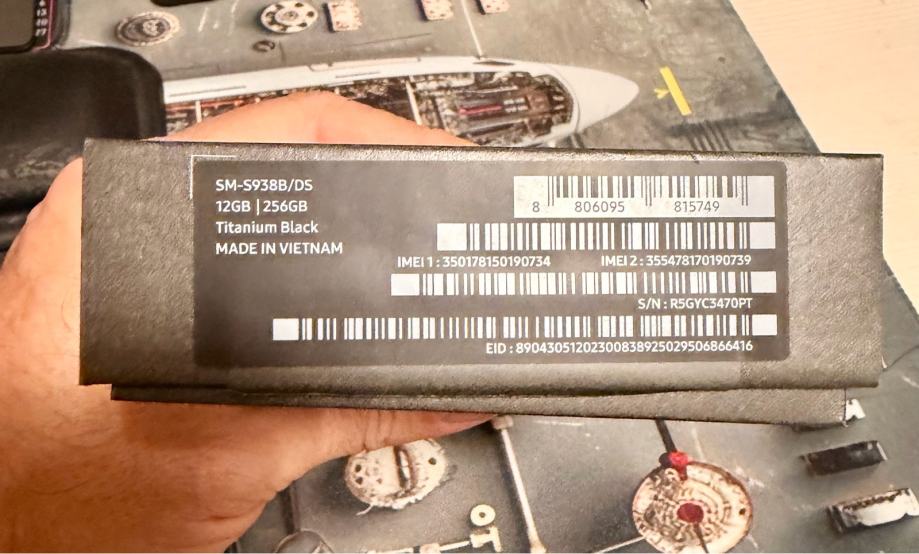 SM-S938B/DS
12GB | 256GB
Titanium Black
MADE IN VIETNAM
8 806095 815749
IMEI 1 : 350178150190734 IMEI 2 : 355478170190739
S/N : R5GYC3470PT
EID : 89043051202300838925029506866416